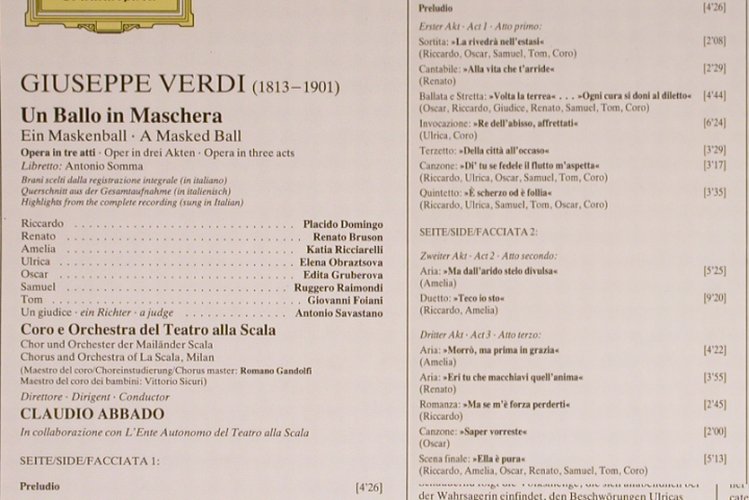 GIUSEPPE VERDI (1813–1901)
Un Ballo in Maschera
Ein Maskenball · A Masked Ball
Opera in tre atti · Oper in drei Akten · Opera in three acts
Libretto: Antonio Somma
Brani scelti dalla registrazione integrale (in italiano)
Querschnitt aus der Gesamtaufnahme (in italienisch)
Highlights from the complete recording (sung in Italian)
Riccardo . . . . . . . . . . . . . . . . . . . . . . . . Placido Domingo
Renato . . . . . . . . . . . . . . . . . . . . . . . . Renato Bruson
Amelia . . . . . . . . . . . . . . . . . . . . . . . . Katia Ricciarelli
Ulrica . . . . . . . . . . . . . . . . . . . . . . . . Elena Obraztsova
Oscar . . . . . . . . . . . . . . . . . . . . . . . . Edita Gruberova
Samuel . . . . . . . . . . . . . . . . . . . . . . . . Ruggero Raimondi
Tom . . . . . . . . . . . . . . . . . . . . . . . . Giovanni Foiani
Un giudice · ein Richter · a judge . . . . . . . . . . . . Antonio Savastano
Coro e Orchestra del Teatro alla Scala
Chor und Orchester der Mailänder Scala
Chorus and Orchestra of La Scala, Milan
(Maestro del coro/Choreinstudierung/Chorus master: Romano Gandolfi
Maestro del coro dei bambini: Vittorio Sicuri)
Direttore · Dirigent · Conductor
CLAUDIO ABBADO
In collaborazione con L'Ente Autonomo del Teatro alla Scala
SEITE/SIDE/FACCIATA 1:
Preludio [4'26]
Preludio [4'26]
Erster Akt · Act 1 · Atto primo:
Sortita: »La rivedrà nell'estasi« [2'08]
(Riccardo, Oscar, Samuel, Tom, Coro)
Cantabile: »Alla vita che t'arride« [2'29]
(Renato)
Ballata e Stretta: »Volta la terrea« . . . »Ogni cura si doni al diletto« [4'44]
(Oscar, Riccardo, Giudice, Renato, Samuel, Tom, Coro)
Invocazione: »Re dell'abisso, affrettati« [6'24]
(Ulrica, Coro)
Terzetto: »Della città all'occaso« [3'29]
Canzone: »Di' tu se fedele il flutto m'aspetta« [3'17]
(Riccardo, Ulrica, Oscar, Samuel, Tom, Coro)
Quintetto: »È scherzo od è follia« [3'35]
(Riccardo, Ulrica, Samuel, Tom, Oscar, Coro)
SEITE/SIDE/FACCIATA 2:
Zweiter Akt · Act 2 · Atto secondo:
Aria: »Ma dall'arido stelo divulsa« [5'25]
(Amelia)
Duetto: »Teco io sto« [9'20]
(Riccardo, Amelia)
Dritter Akt · Act 3 · Atto terzo:
Aria: »Morrò, ma prima in grazia« [4'22]
(Amelia)
Aria: »Eri tu che macchiavi quell'anima« [3'55]
(Renato)
Romanza: »Ma se m'è forza perderti« [2'45]
(Riccardo)
Canzone: »Saper vorreste« [2'00]
(Oscar)
Scena finale: »Ella è pura« [5'13]
(Riccardo, Amelia, Oscar, Renato, Samuel, Tom, Coro)
der Wahrsagerin einfindet, den Beschwörungen Ulricas